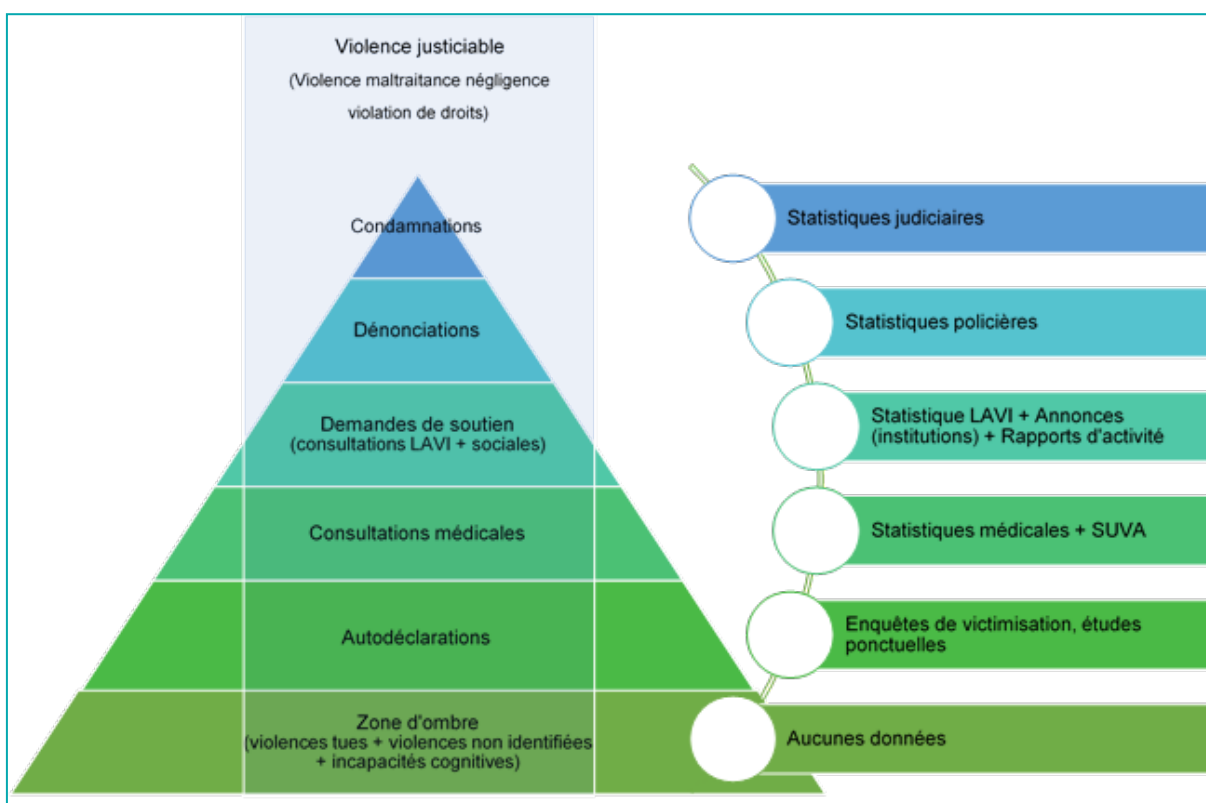 Violence justiciable
(Violence maltraitance négligence
violation de droits)
Condamnations
Dénonciations
Demandes de soutien
(consultations LAVI + sociales)
Consultations médicales
Autodéclarations
Zone d'ombre
(violences tues + violences non identifiées
+ incapacités cognitives)
Statistiques judiciaires
Statistiques policières
Statistique LAVI + Annonces
(institutions) + Rapports d'activité
Statistiques médicales + SUVA
Enquêtes de victimisation, études
ponctuelles
Aucunes données